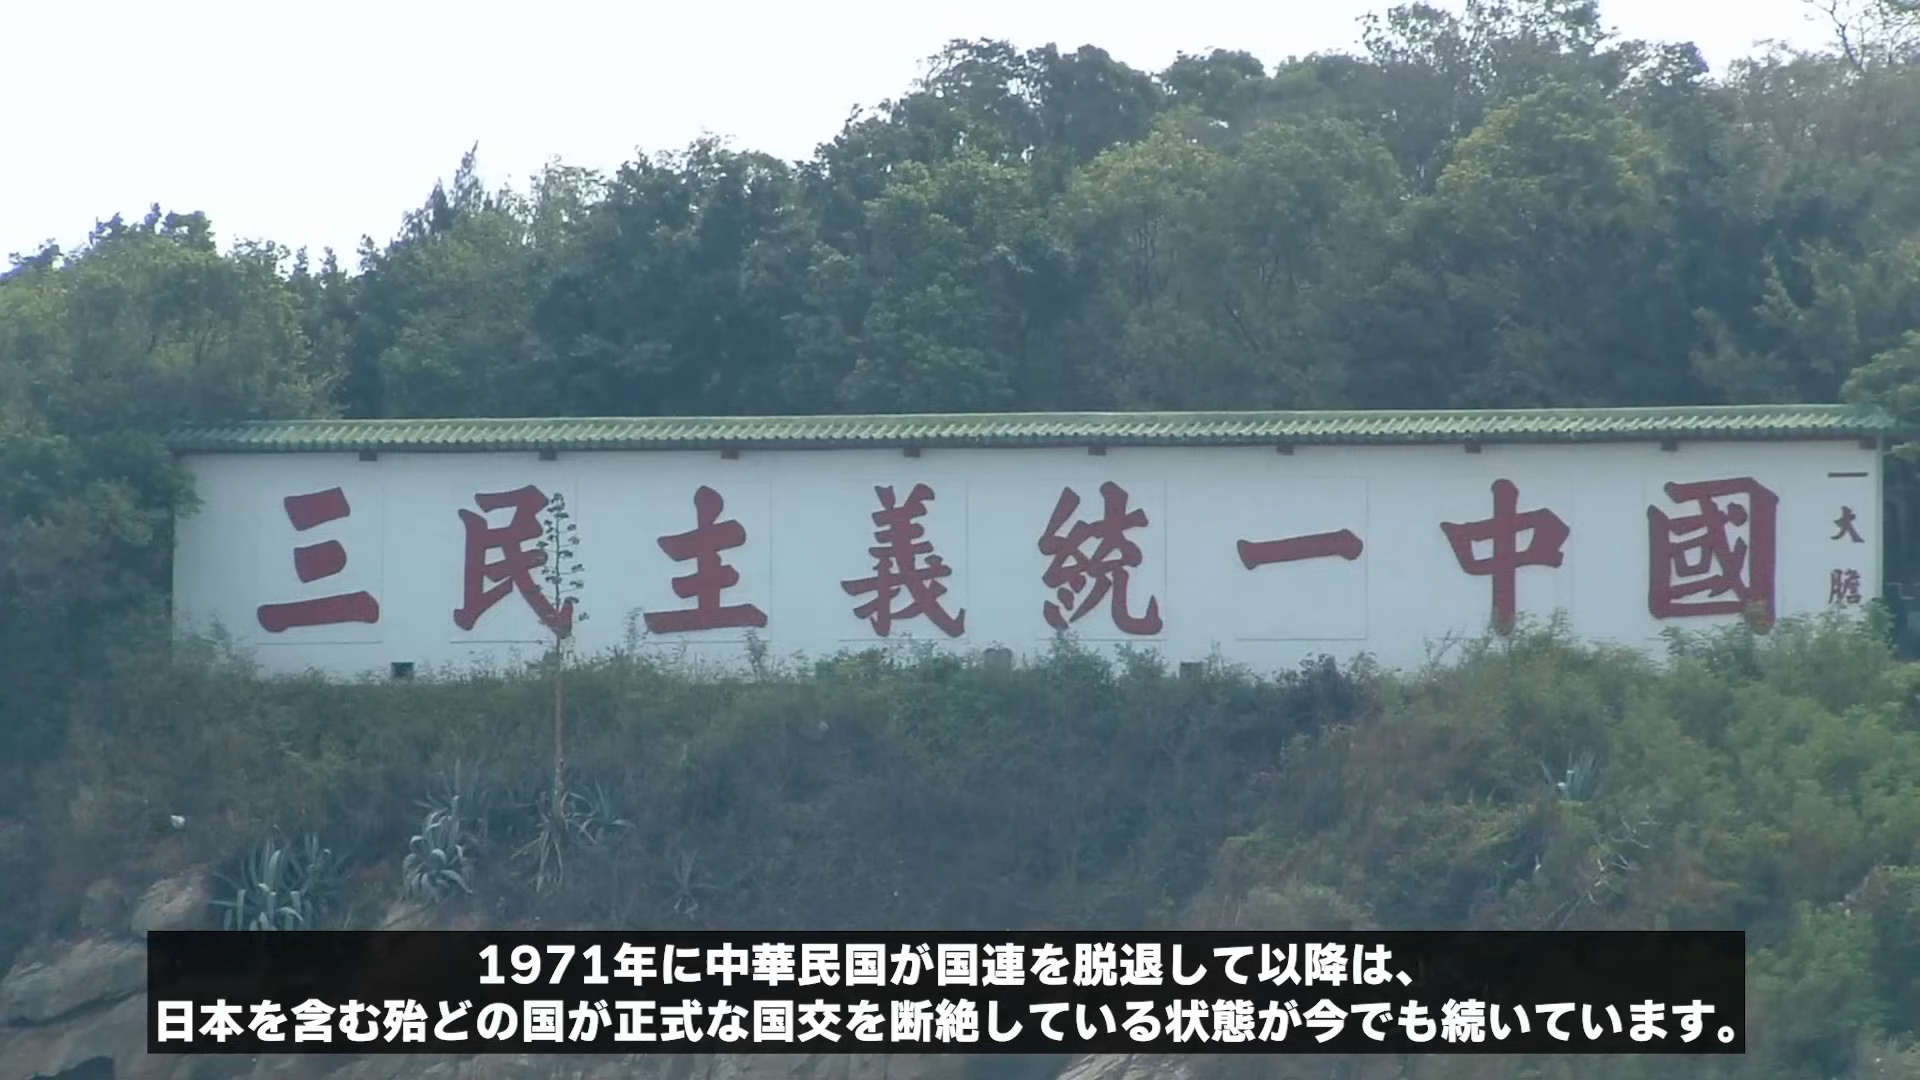 三民主義統一中國
一大膽
1971年に中華民国が国連を脱退して以降は、
日本を含む殆どの国が正式な国交を断絶している状態が今でも続いています。